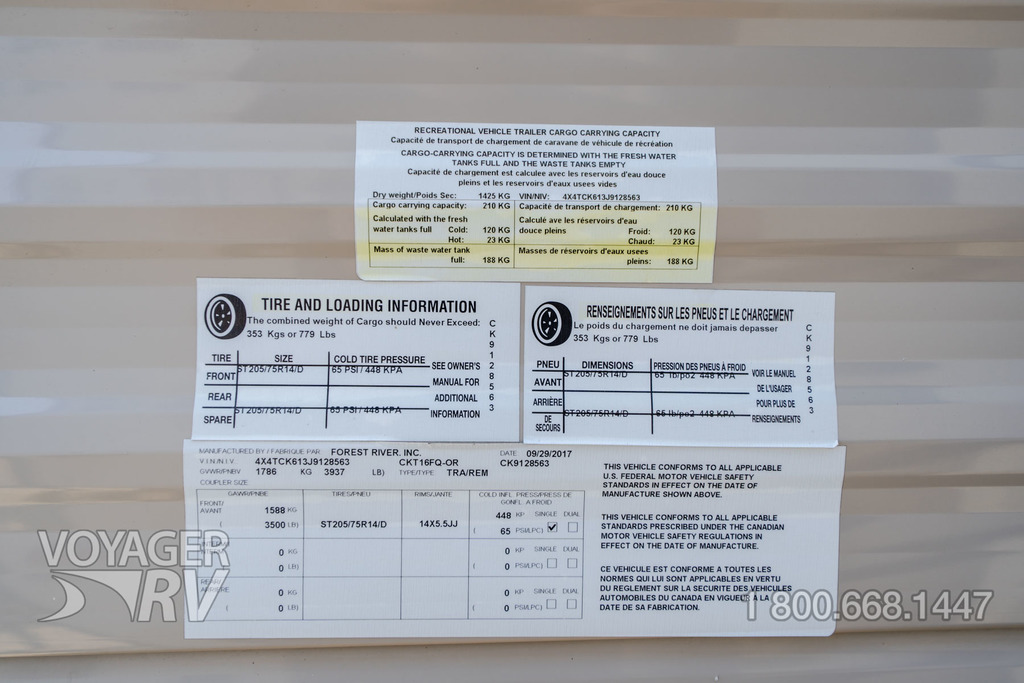 RECREATIONAL VEHICLE TRAILER CARGO CARRYING CAPACITY
Capacité de transport de chargement de caravane de véhicule de récréation
CARGO-CARRYING CAPACITY IS DETERMINED WITH THE FRESH WATER
TANKS FULL AND THE WASTE TANKS EMPTY
Capacité de chargement est calculee avec les reservoirs d'eau douce
pleins et les reservoirs d'eaux usees vides
Dry weight/Poids Sec: 1425 KG VIN/NIV: 4X4TCK613J9128563
Cargo carrying capacity: 210 KG Capacité de transport de chargement: 210 KG
Calculated with the fresh Calculé ave les réservoirs d'eau
water tanks full Cold: 120 KG douce pleins Froid: 120 KG
Hot: 23 KG Chaud: 23 KG
Mass of waste water tank Masses de réservoirs d'eaux usees
full: 188 KG pleins: 188 KG
TIRE AND LOADING INFORMATION
The combined weight of Cargo should Never Exceed:
353 Kgs or 779 Lbs
TIRE SIZE COLD TIRE PRESSURE SEE OWNER'S
FRONT ST205/75R14/D 65 PSI / 448 KPA MANUAL FOR
REAR ADDITIONAL
SPARE ST205/75R14/D 65 PSI / 448 KPA INFORMATION
CK9128563
RENSEIGNEMENTS SUR LES PNEUS ET LE CHARGEMENT
Le poids du chargement ne doit jamais depasser
353 Kgs or 779 Lbs
PNEU DIMENSIONS PRESSION DES PNEUS À FROID VOIR LE MANUEL
AVANT ST205/75R14/D 65 lb/po2 448 KPA DE L'USAGER
ARRIÈRE POUR PLUS DE
DE SECOURS ST205/75R14/D 65 lb/po2 448 KPA RENSEIGNEMENTS
CK9128563
MANUFACTURED BY / FABRIQUE PAR FOREST RIVER, INC. DATE 09/29/2017
V.I.N./N.I.V. 4X4TCK613J9128563 CKT16FQ-OR CK9128563
GVWR/PNBV 1786 KG 3937 LB) TYPE/TYPE TRA/REM
COUPLER SIZE
GAWR/PNBE TIRES/PNEU RIMS/JANTE COLD INFL. PRESS/PRESS DE
GONFL. A FROID
FRONT/
AVANT 1588 KG 448 KP SINGLE DUAL
( 3500 LB) ST205/75R14/D 14X5.5JJ ( 65 PSI/LPC)
0 KG 0 KP SINGLE DUAL
( 0 LB) ( 0 PSI/LPC)
REAR/
ARRIERE 0 KG 0 KP SINGLE DUAL
( 0 LB) ( 0 PSI/LPC)
THIS VEHICLE CONFORMS TO ALL APPLICABLE
U.S. FEDERAL MOTOR VEHICLE SAFETY
STANDARDS IN EFFECT ON THE DATE OF
MANUFACTURE SHOWN ABOVE.
THIS VEHICLE CONFORMS TO ALL APPLICABLE
STANDARDS PRESCRIBED UNDER THE CANADIAN
MOTOR VEHICLE SAFETY REGULATIONS IN
EFFECT ON THE DATE OF MANUFACTURE.
CE VEHICULE EST CONFORME A TOUTES LES
NORMES QUI LUI SONT APPLICABLES EN VERTU
DU REGLEMENT SUR LA SECURITE DES VEHICULES
AUTOMOBILES DU CANADA EN VIGUEUR À LA
DATE DE SA FABRICATION.
VOYAGER
RV
1 800.668.1447